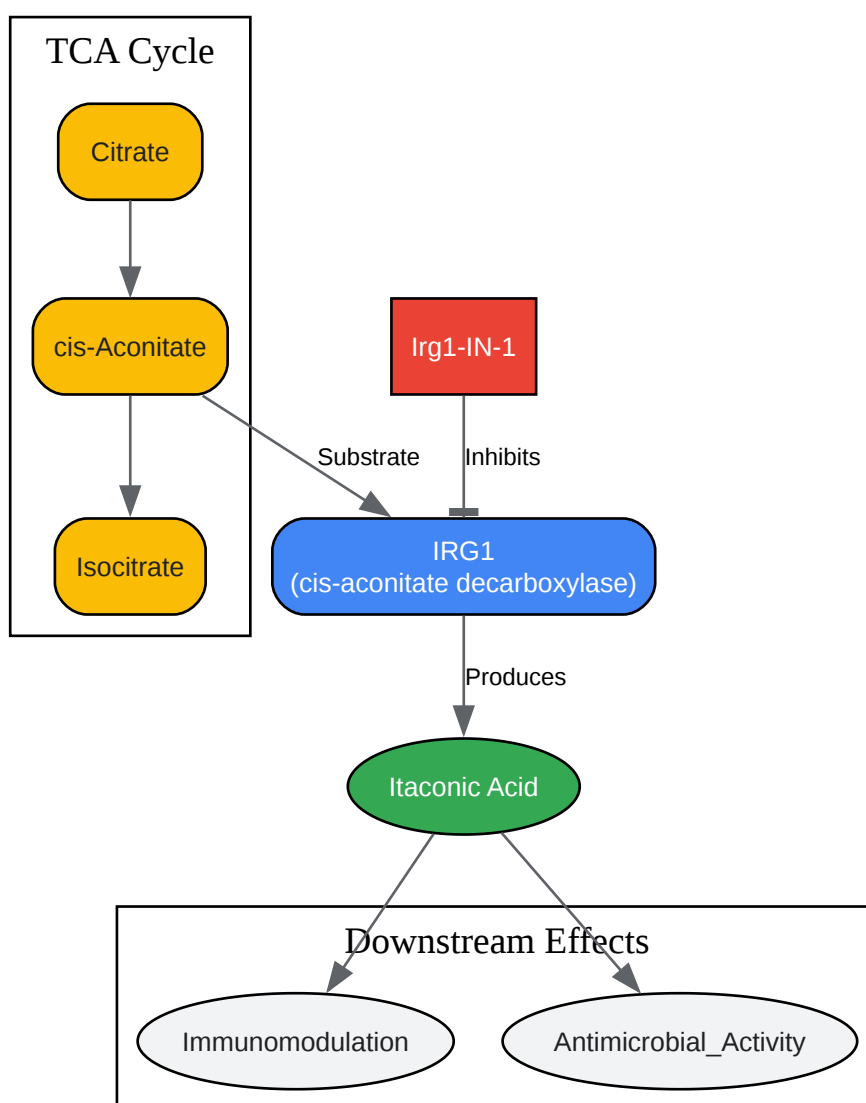 TCA Cycle
Citrate
cis-Aconitate
Irg1-IN-1
Substrate
Inhibits
Isocitrate
IRG1
(cis-aconitate decarboxylase)
Produces
Itaconic Acid
Downstream Effects
Immunomodulation
Antimicrobial_Activity